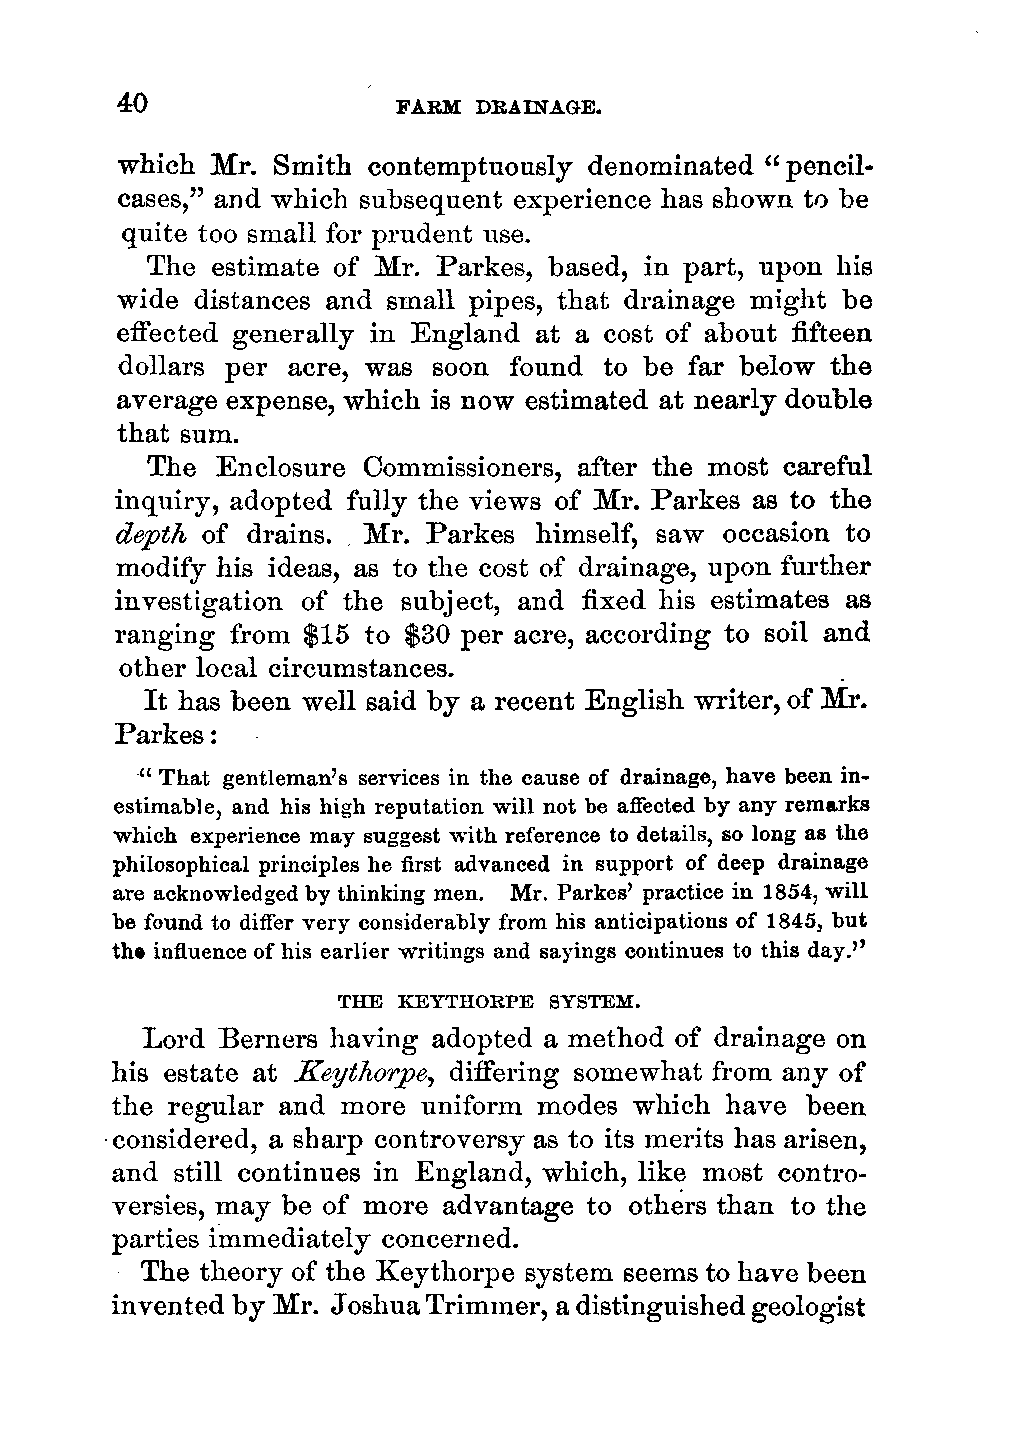 40 FARM DRAINAGE.
which Mr. Smith contemptuously denominated “pencil-
cases,” and which subsequent experience has shown to be
quite too small for prudent use.
The estimate of Mr. Parkes, based, in part, upon his
wide distances and small pipes, that drainage might be
effected generally in England at a cost of about fifteen
dollars per acre, was soon found to be far below the
average expense, which is now estimated at nearly double
that sum.
The Enclosure Commissioners, after the most careful
inquiry, adopted fully the views of Mr. Parkes as to the
depth of drains. Mr. Parkes himself, saw occasion to
modify his ideas, as to the cost of drainage, upon further
investigation of the subject, and fixed his estimates as
ranging from $15 to $30 per acre, according to soil and
other local circumstances.
It has been well said by a recent English writer, of Mr.
Parkes:
“That gentleman’s services in the cause of drainage, have been in-
estimable, and his high reputation will not be affected by any remarks
which experience may suggest with reference to details, so long as the
philosophical principles he first advanced in support of deep drainage
are acknowledged by thinking men. Mr. Parkes’ practice in 1854, will
be found to differ very considerably from his anticipations of 1845, but
the influence of his earlier writings and sayings continues to this day.”
THE KEYTHORPE SYSTEM.
Lord Berners having adopted a method of drainage on
his estate at Keythorpe, differing somewhat from any of
the regular and more uniform modes which have been
considered, a sharp controversy as to its merits has arisen,
and still continues in England, which, like most contro-
versies, may be of more advantage to others than to the
parties immediately concerned.
The theory of the Keythorpe system seems to have been
invented by Mr. Joshua Trimmer, a distinguished geologist